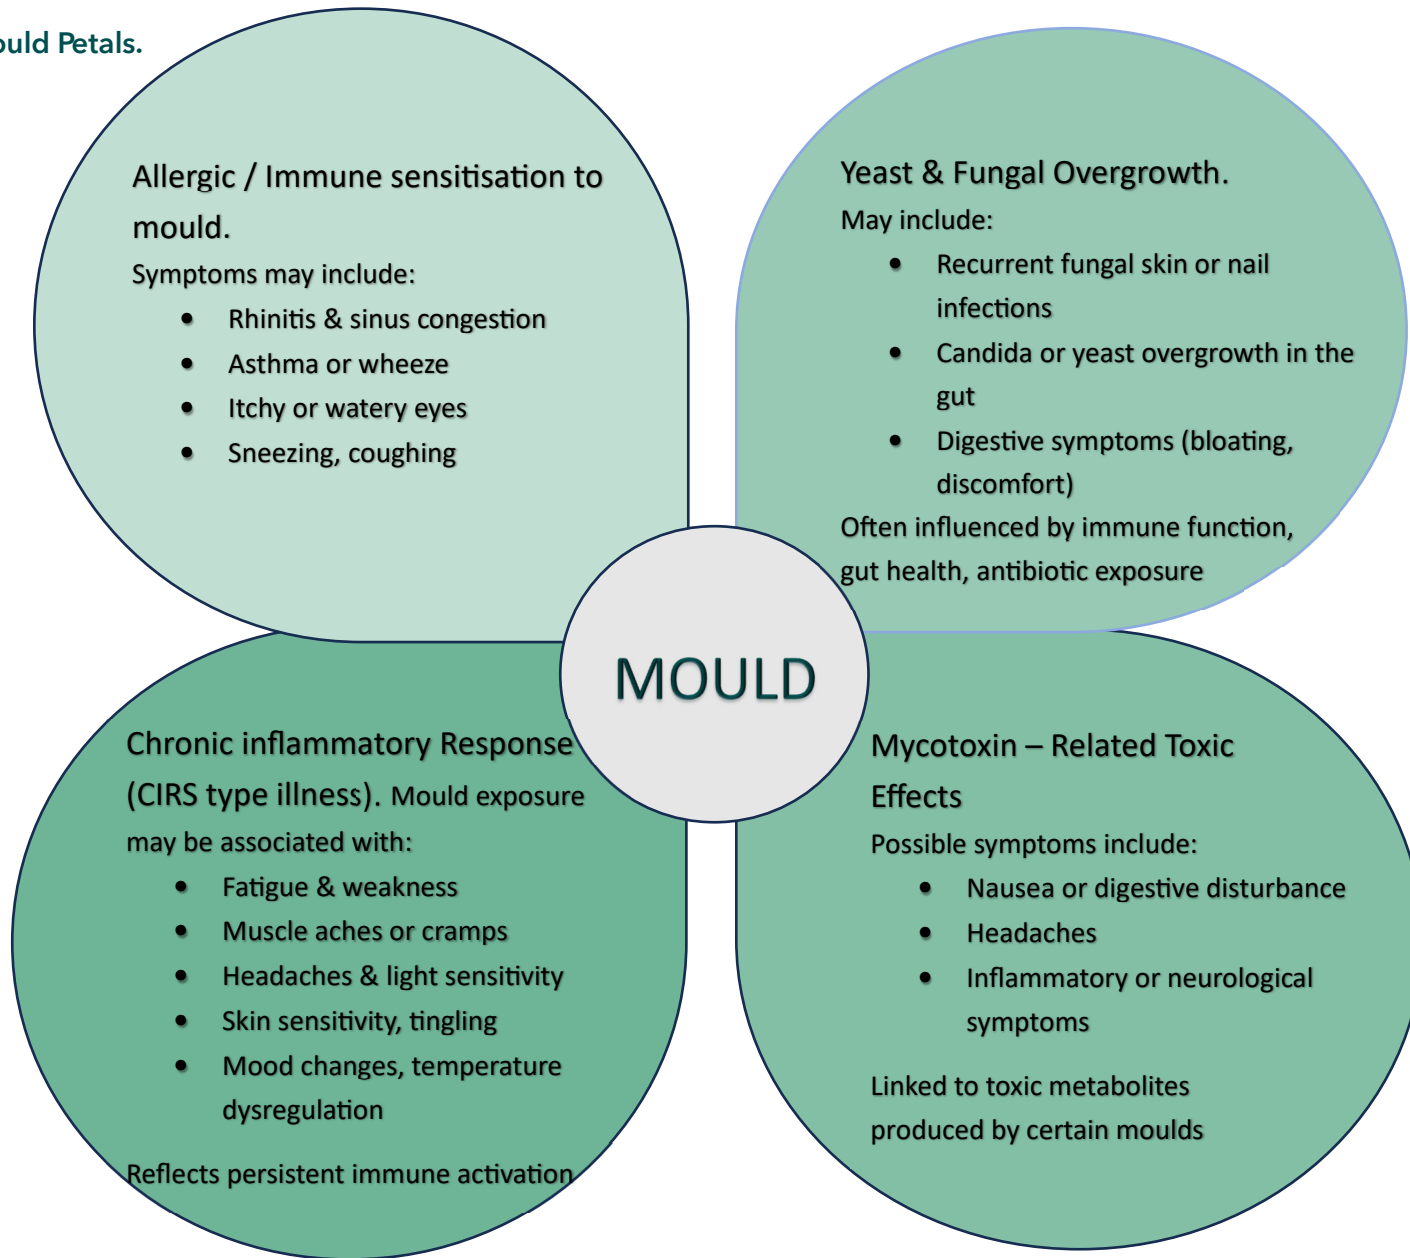 ould Petals.
Allergic / Immune sensitisation to
mould.
Symptoms may include:
• Rhinitis & sinus congestion
• Asthma or wheeze
• Itchy or watery eyes
• Sneezing, coughing
Yeast & Fungal Overgrowth.
May include:
• Recurrent fungal skin or nail
infections
• Candida or yeast overgrowth in the
gut
• Digestive symptoms (bloating,
discomfort)
Often influenced by immune function,
gut health, antibiotic exposure
MOULD
Chronic inflammatory Response
(CIRS type illness). Mould exposure
may be associated with:
• Fatigue & weakness
• Muscle aches or cramps
• Headaches & light sensitivity
• Skin sensitivity, tingling
• Mood changes, temperature
dysregulation
Reflects persistent immune activation
Mycotoxin – Related Toxic
Effects
Possible symptoms include:
• Nausea or digestive disturbance
• Headaches
• Inflammatory or neurological
symptoms
Linked to toxic metabolites
produced by certain moulds